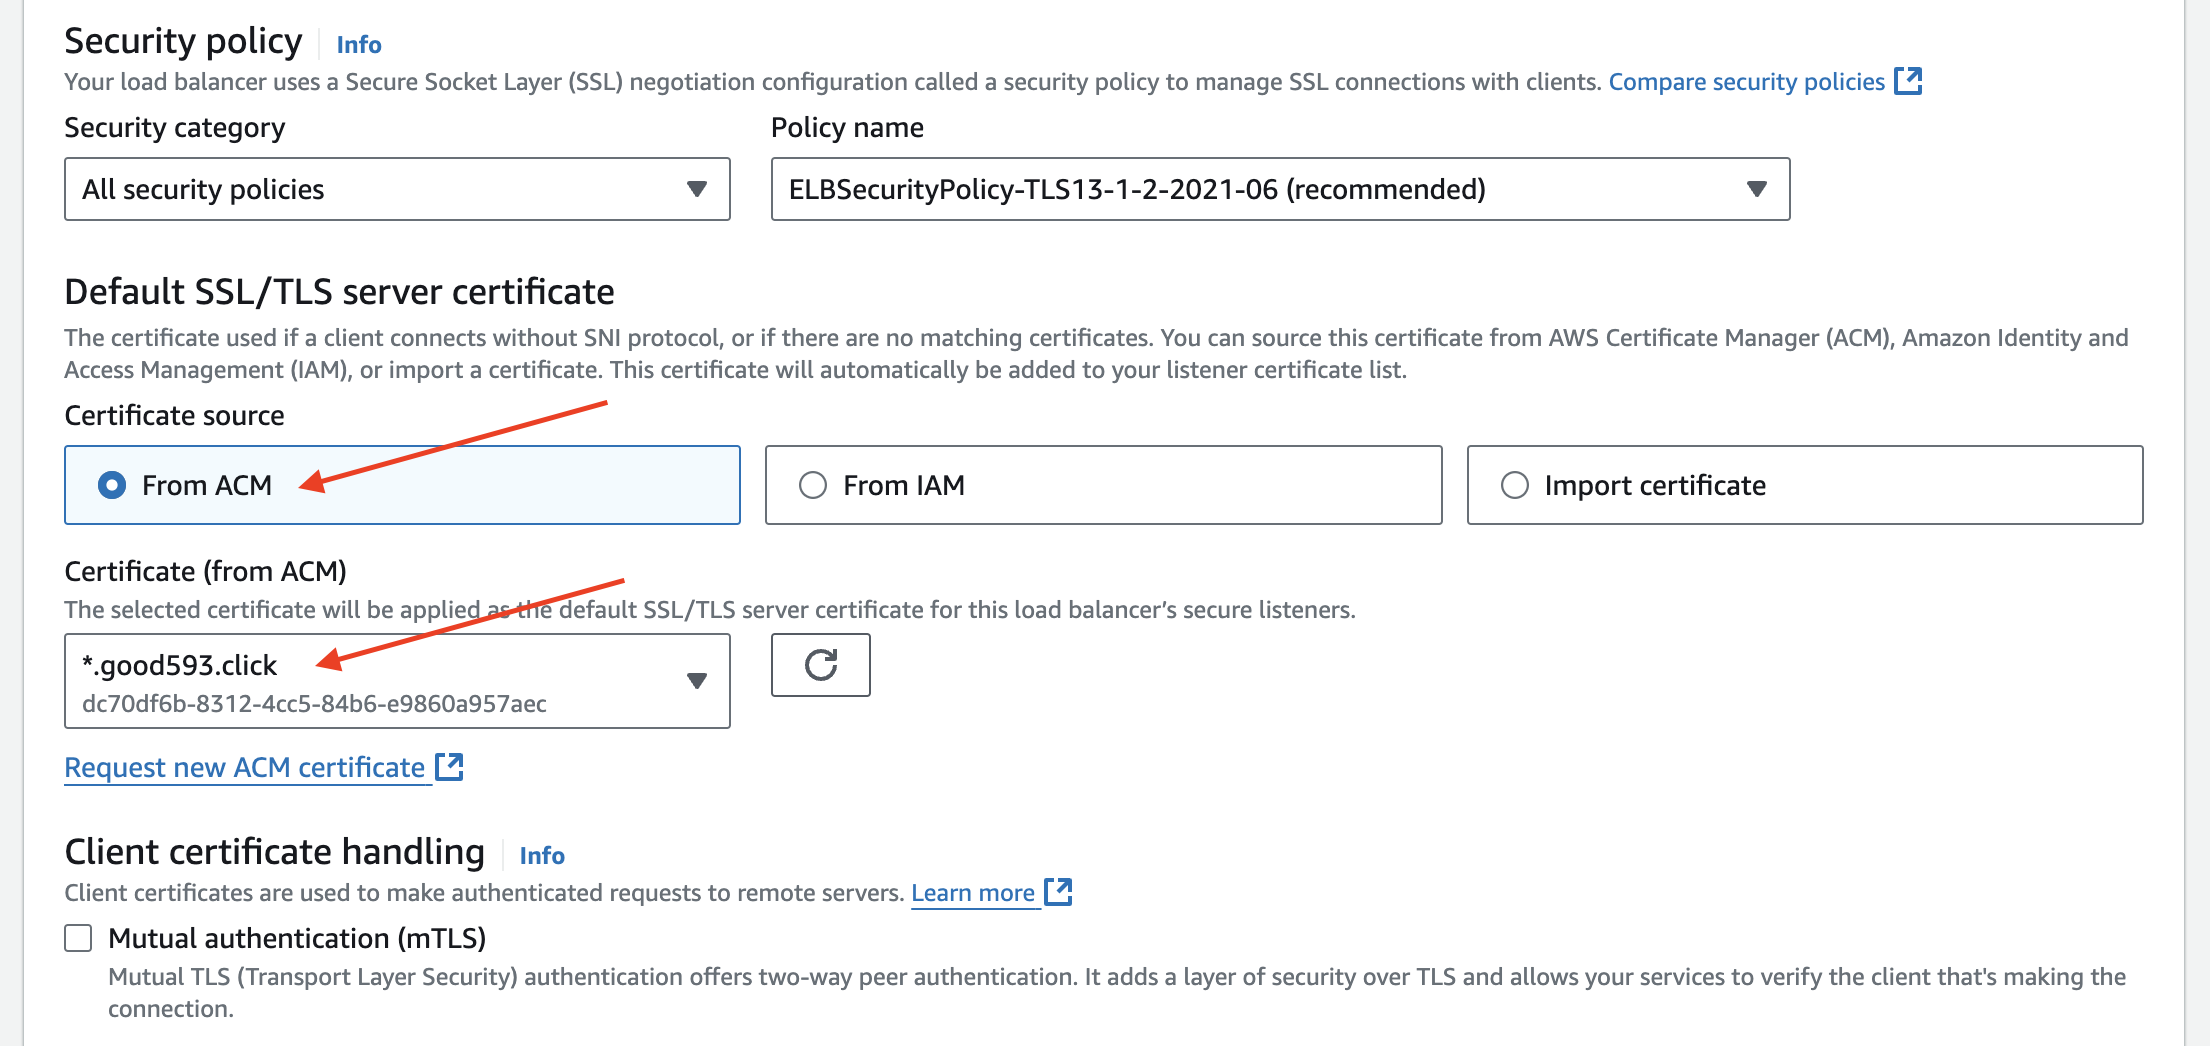 Security policy Info
Your load balancer uses a Secure Socket Layer (SSL) negotiation configuration called a security policy to manage SSL connections with clients. Compare security policies
Security category
Policy name
All security policies
ELBSecurityPolicy-TLS13-1-2-2021-06 (recommended)
Default SSL/TLS server certificate
The certificate used if a client connects without SNI protocol, or if there are no matching certificates. You can source this certificate from AWS Certificate Manager (ACM), Amazon Identity and
Access Management (IAM), or import a certificate. This certificate will automatically be added to your listener certificate list.
Certificate source
From ACM
From IAM
Import certificate
Certificate (from ACM)
The selected certificate will be applied as the default SSL/TLS server certificate for this load balancer’s secure listeners.
*.good593.click
dc70df6b-8312-4cc5-84b6-e9860a957aec
Request new ACM certificate
Client certificate handling Info
Client certificates are used to make authenticated requests to remote servers. Learn more
Mutual authentication (mTLS)
Mutual TLS (Transport Layer Security) authentication offers two-way peer authentication. It adds a layer of security over TLS and allows your services to verify the client that's making the
connection.